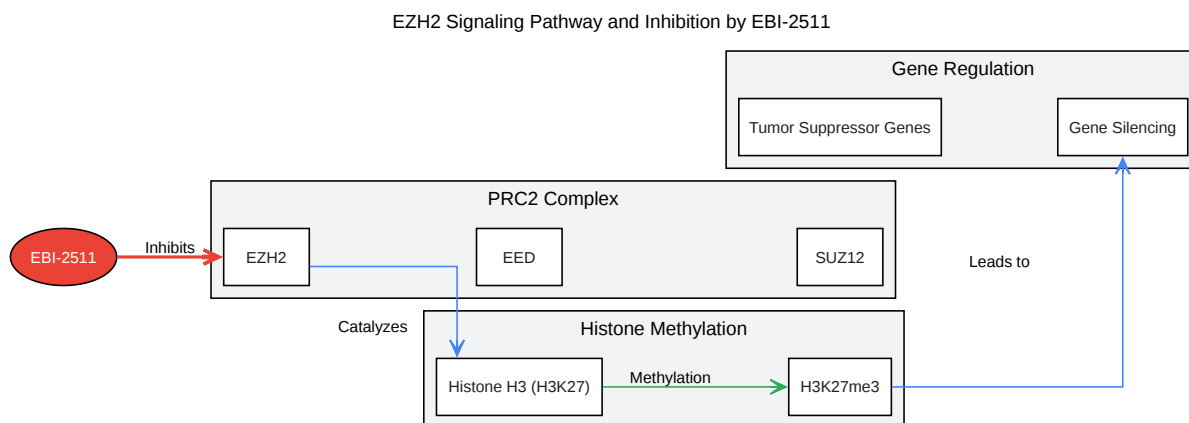 EZH2 Signaling Pathway and Inhibition by EBI-2511
Gene Regulation
Tumor Suppressor Genes
Gene Silencing
PRC2 Complex
EBI-2511
Inhibits
EZH2
EED
SUZ12
Leads to
Catalyzes
Histone Methylation
Histone H3 (H3K27)
Methylation
H3K27me3